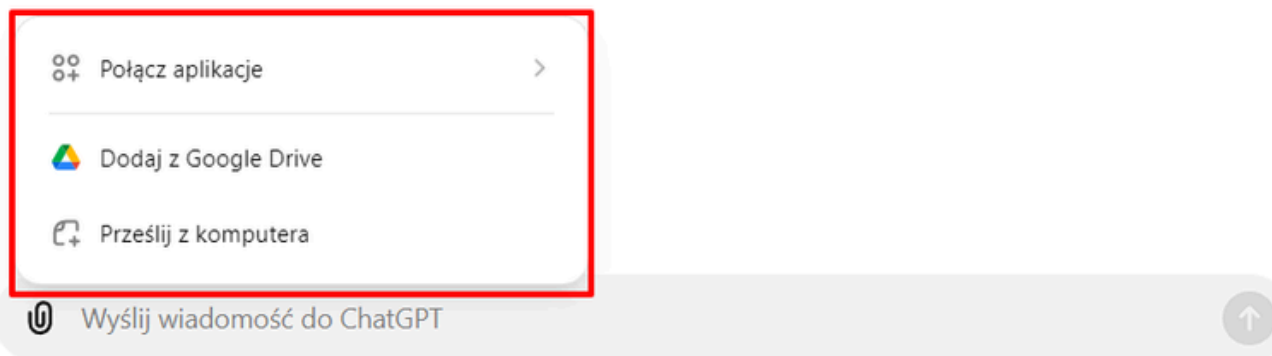 Połącz aplikacje
Dodaj z Google Drive
Prześlij z komputera
Wyślij wiadomość do ChatGPT